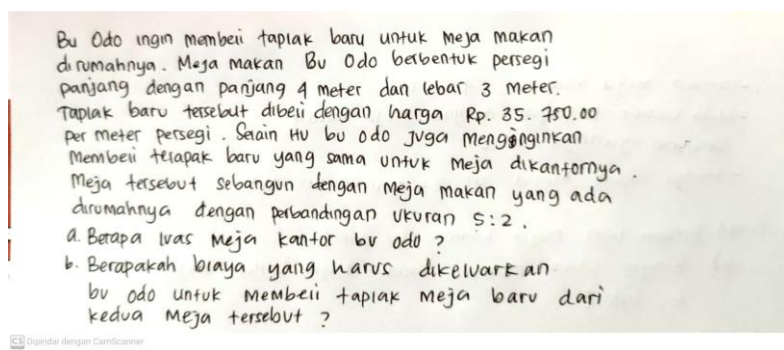 Bu Odo ingin membeli taplak baru untuk meja makan
di rumahnya. Meja makan Bu Odo berbentuk persegi
panjang dengan panjang 4 meter dan lebar 3 meter.
Taplak baru tersebut dibeli dengan harga Rp. 35.750.00
per meter persegi. Selain itu bu odo juga menginginkan
membeli telapak baru yang sama untuk meja dikantornya.
Meja tersebut sebangun dengan meja makan yang ada
dirumahnya dengan perbandingan ukuran 5:2.
a. Berapa luas meja kantor bu odo?
b. Berapakah biaya yang harus dikeluarkan
bu odo untuk membeli taplak meja baru dari
kedua meja tersebut?
CS Dipindai dengan CamScanner